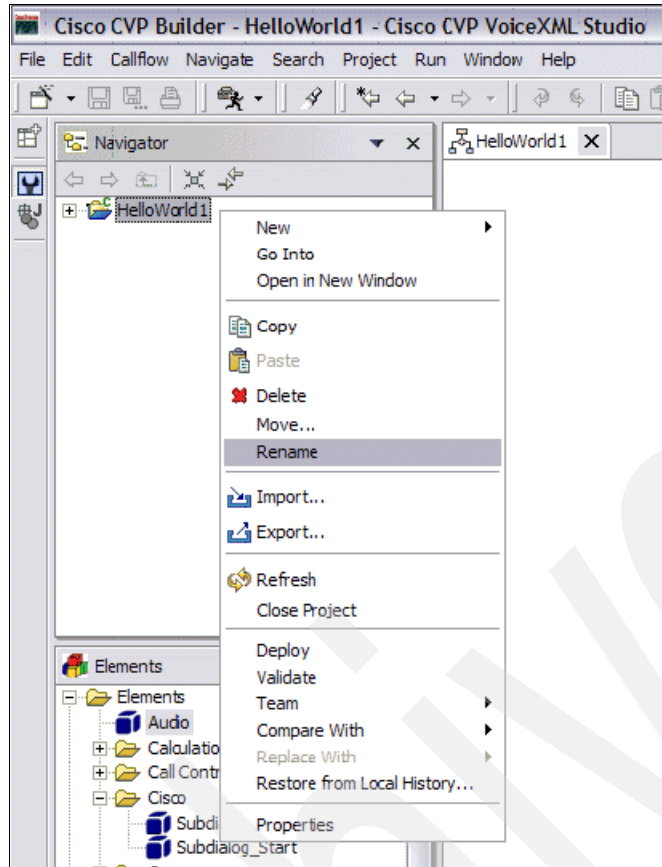 Cisco CVP Builder - HelloWorld1 - Cisco CVP VoiceXML Studio
File Edit Callflow Navigate Search Project Run Window Help
Navigator
HelloWorld1
HelloWorld1
New
Go Into
Open in New Window
Copy
Paste
Delete
Move...
Rename
Import...
Export...
Refresh
Close Project
Deploy
Validate
Team
Compare With
Replace With
Restore from Local History...
Properties
Elements
Elements
Audio
Calculatio
Call Contr
Cisco
Subdi
Subdialog_Start